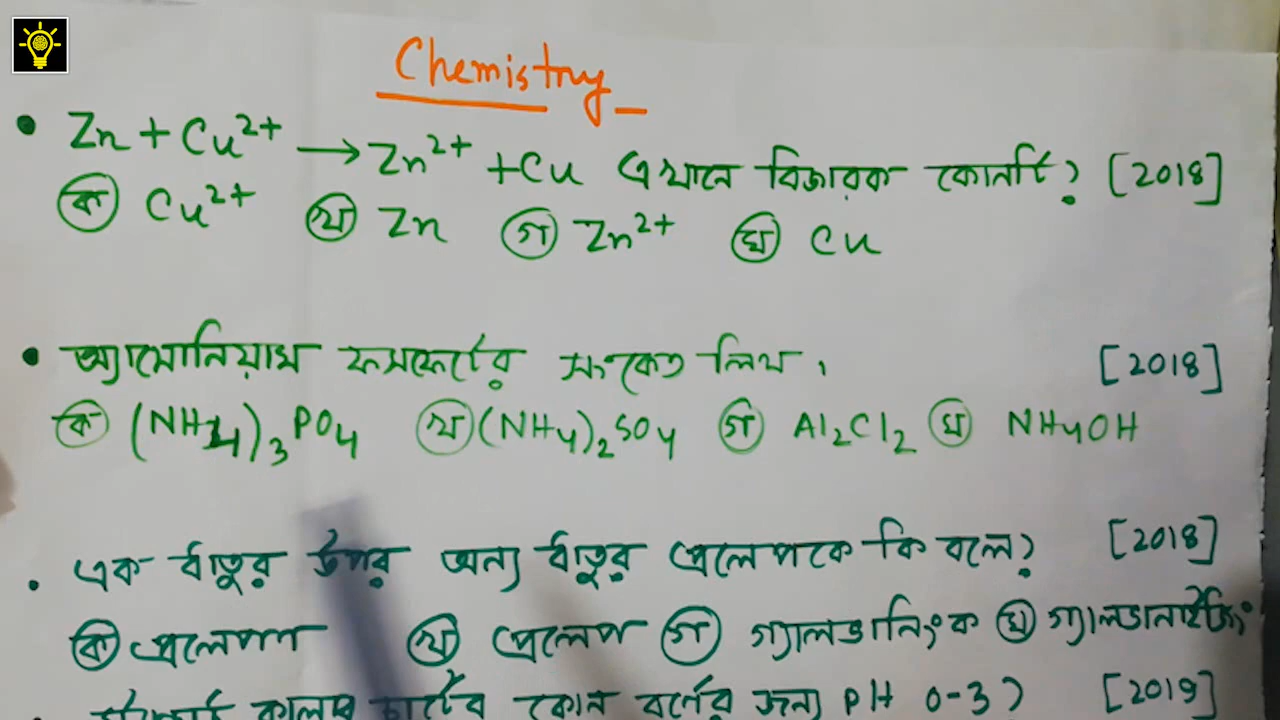 Chemistry
Zn + Cu²⁺ → Zn²⁺ + Cu এখানে বিজারক কোনটি? [2018]
ক Cu²⁺ খ Zn গ Zn²⁺ ঘ Cu
অ্যামোনিয়াম ফসফেটের সংকেত লিখ। [2018]
ক (NH4)₃PO₄ খ (NH₄)₂SO₄ গ Al₂Cl₂ ঘ NH₄OH
এক ধাতুর উপর অন্য ধাতুর প্রলেপকে কি বলে? [2018]
ক প্রলেপন খ প্রলেপ গ গ্যালভানিংক ঘ গ্যালভানাইজিং
কালার চার্টের কোন বর্ণের জন্য pH 0-3? [2019]